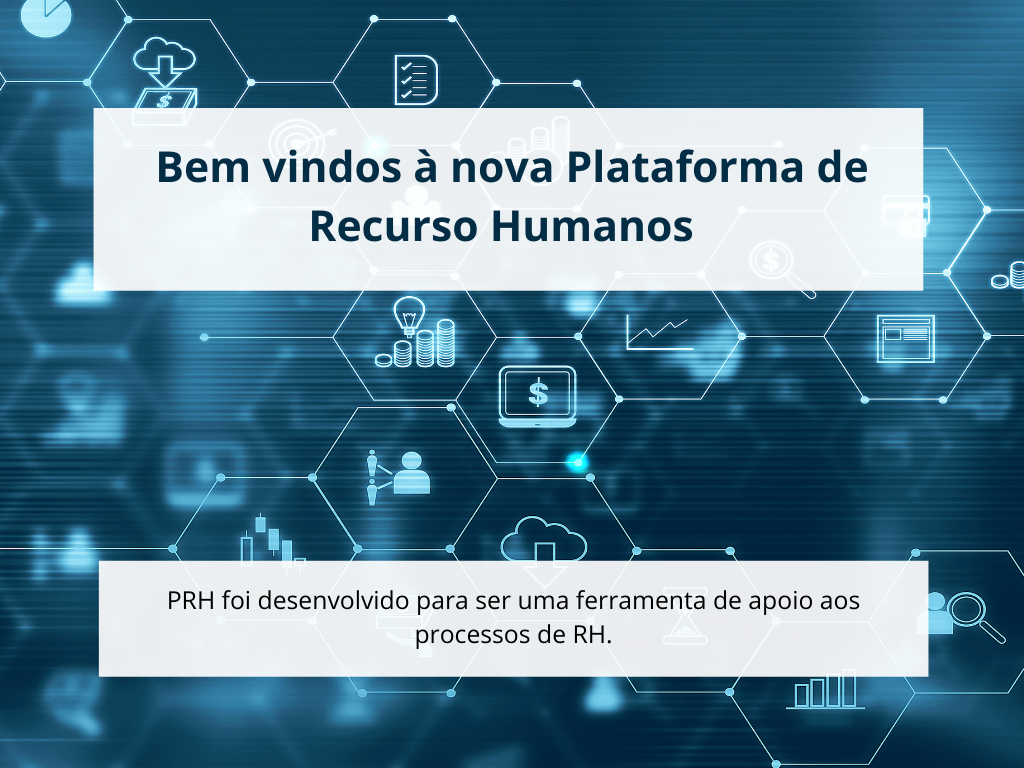 Bem vindos à nova Plataforma de
Recurso Humanos
PRH foi desenvolvido para ser uma ferramenta de apoio aos
processos de RH.